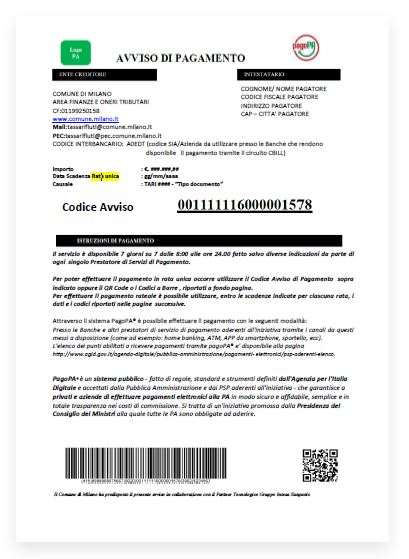 Logo
PA
AVVISO DI PAGAMENTO
pagoPA
ENTE CREDITORE
INTESTATARIO
COGNOME/ NOME PAGATORE
CODICE FISCALE PAGATORE
INDIRIZZO PAGATORE
CAP – CITTA' PAGATORE
COMUNE DI MILANO
AREA FINANZE E ONERI TRIBUTARI
CF:01199250158
www.comune.milano.it
Mail:tassarifiuti@comune.milano.it
PEC:tassarifiuti@pec.comune.milano.it
CODICE INTERBANCARIO: A0EDT (codice SIA/Azienda da utilizzare presso le Banche che rendono
disponibile il pagamento tramite il circuito CBILL)
Importo : €. ###.###,##
Data Scadenza Rata unica : gg/mm/aaaa
Causale : TARI #### - "Tipo documento"
Codice Avviso 001111116000001578
ISTRUZIONI DI PAGAMENTO
Il servizio è disponibile 7 giorni su 7 dalle 8:00 alle ore 24.00 fatto salvo diverse indicazioni da parte di
ogni singolo Prestatore di Servizi di Pagamento.
Per poter effettuare il pagamento in rata unica occorre utilizzare il Codice Avviso di Pagamento sopra
indicato oppure il QR Code o i Codici a Barre , riportati a fondo pagina.
Per effettuare il pagamento rateale è possibile utilizzare, entro le scadenze indicate per ciascuna rata, i
dati e i codici riportati nelle pagine successive.
Attraverso il sistema PagoPA® è possibile effettuare il pagamento con le seguenti modalità:
Presso le Banche e altri prestatori di servizio di pagamento aderenti all'iniziativa tramite i canali da questi
messi a disposizione (come ad esempio: home banking, ATM, APP da smartphone, sportello, ecc).
L'elenco dei punti abilitati a ricevere pagamenti tramite pagoPA® e' disponibile alla pagina
http://www.agid.gov.it/agenda-digitale/pubblica-amministrazione/pagamenti-elettronici/psp-aderenti-elenco.
PagoPA® è un sistema pubblico - fatto di regole, standard e strumenti definiti dall'Agenzia per l'Italia
Digitale e accettati dalla Pubblica Amministrazione e dai PSP aderenti all'iniziativa - che garantisce a
privati e aziende di effettuare pagamenti elettronici alla PA in modo sicuro e affidabile, semplice e in
totale trasparenza nei costi di commissione. Si tratta di un'iniziativa promossa dalla Presidenza del
Consiglio dei Ministri alla quale tutte le PA sono obbligate ad aderire.
Il Comune di Milano ha predisposto il presente avviso in collaborazione con il Partner Tecnologico Gruppo Intesa Sanpaolo